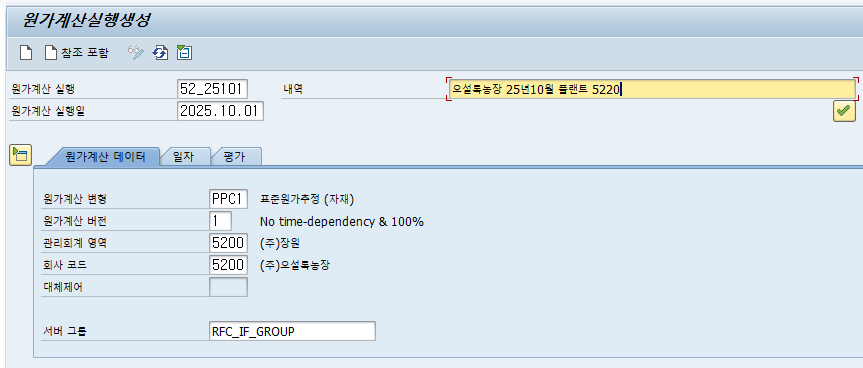 원가계산실행생성
참조 포함
원가계산 실행 52_25101 내역 오설록농장 25년10월 플랜트 5220
원가계산 실행일 2025.10.01
원가계산 데이터 일자 평가
원가계산 변형 PPC1 표준원가추정 (자재)
원가계산 버전 1 No time-dependency & 100%
관리회계 영역 5200 (주)장원
회사 코드 5200 (주)오설록농장
대체제어
서버 그룹 RFC_IF_GROUP